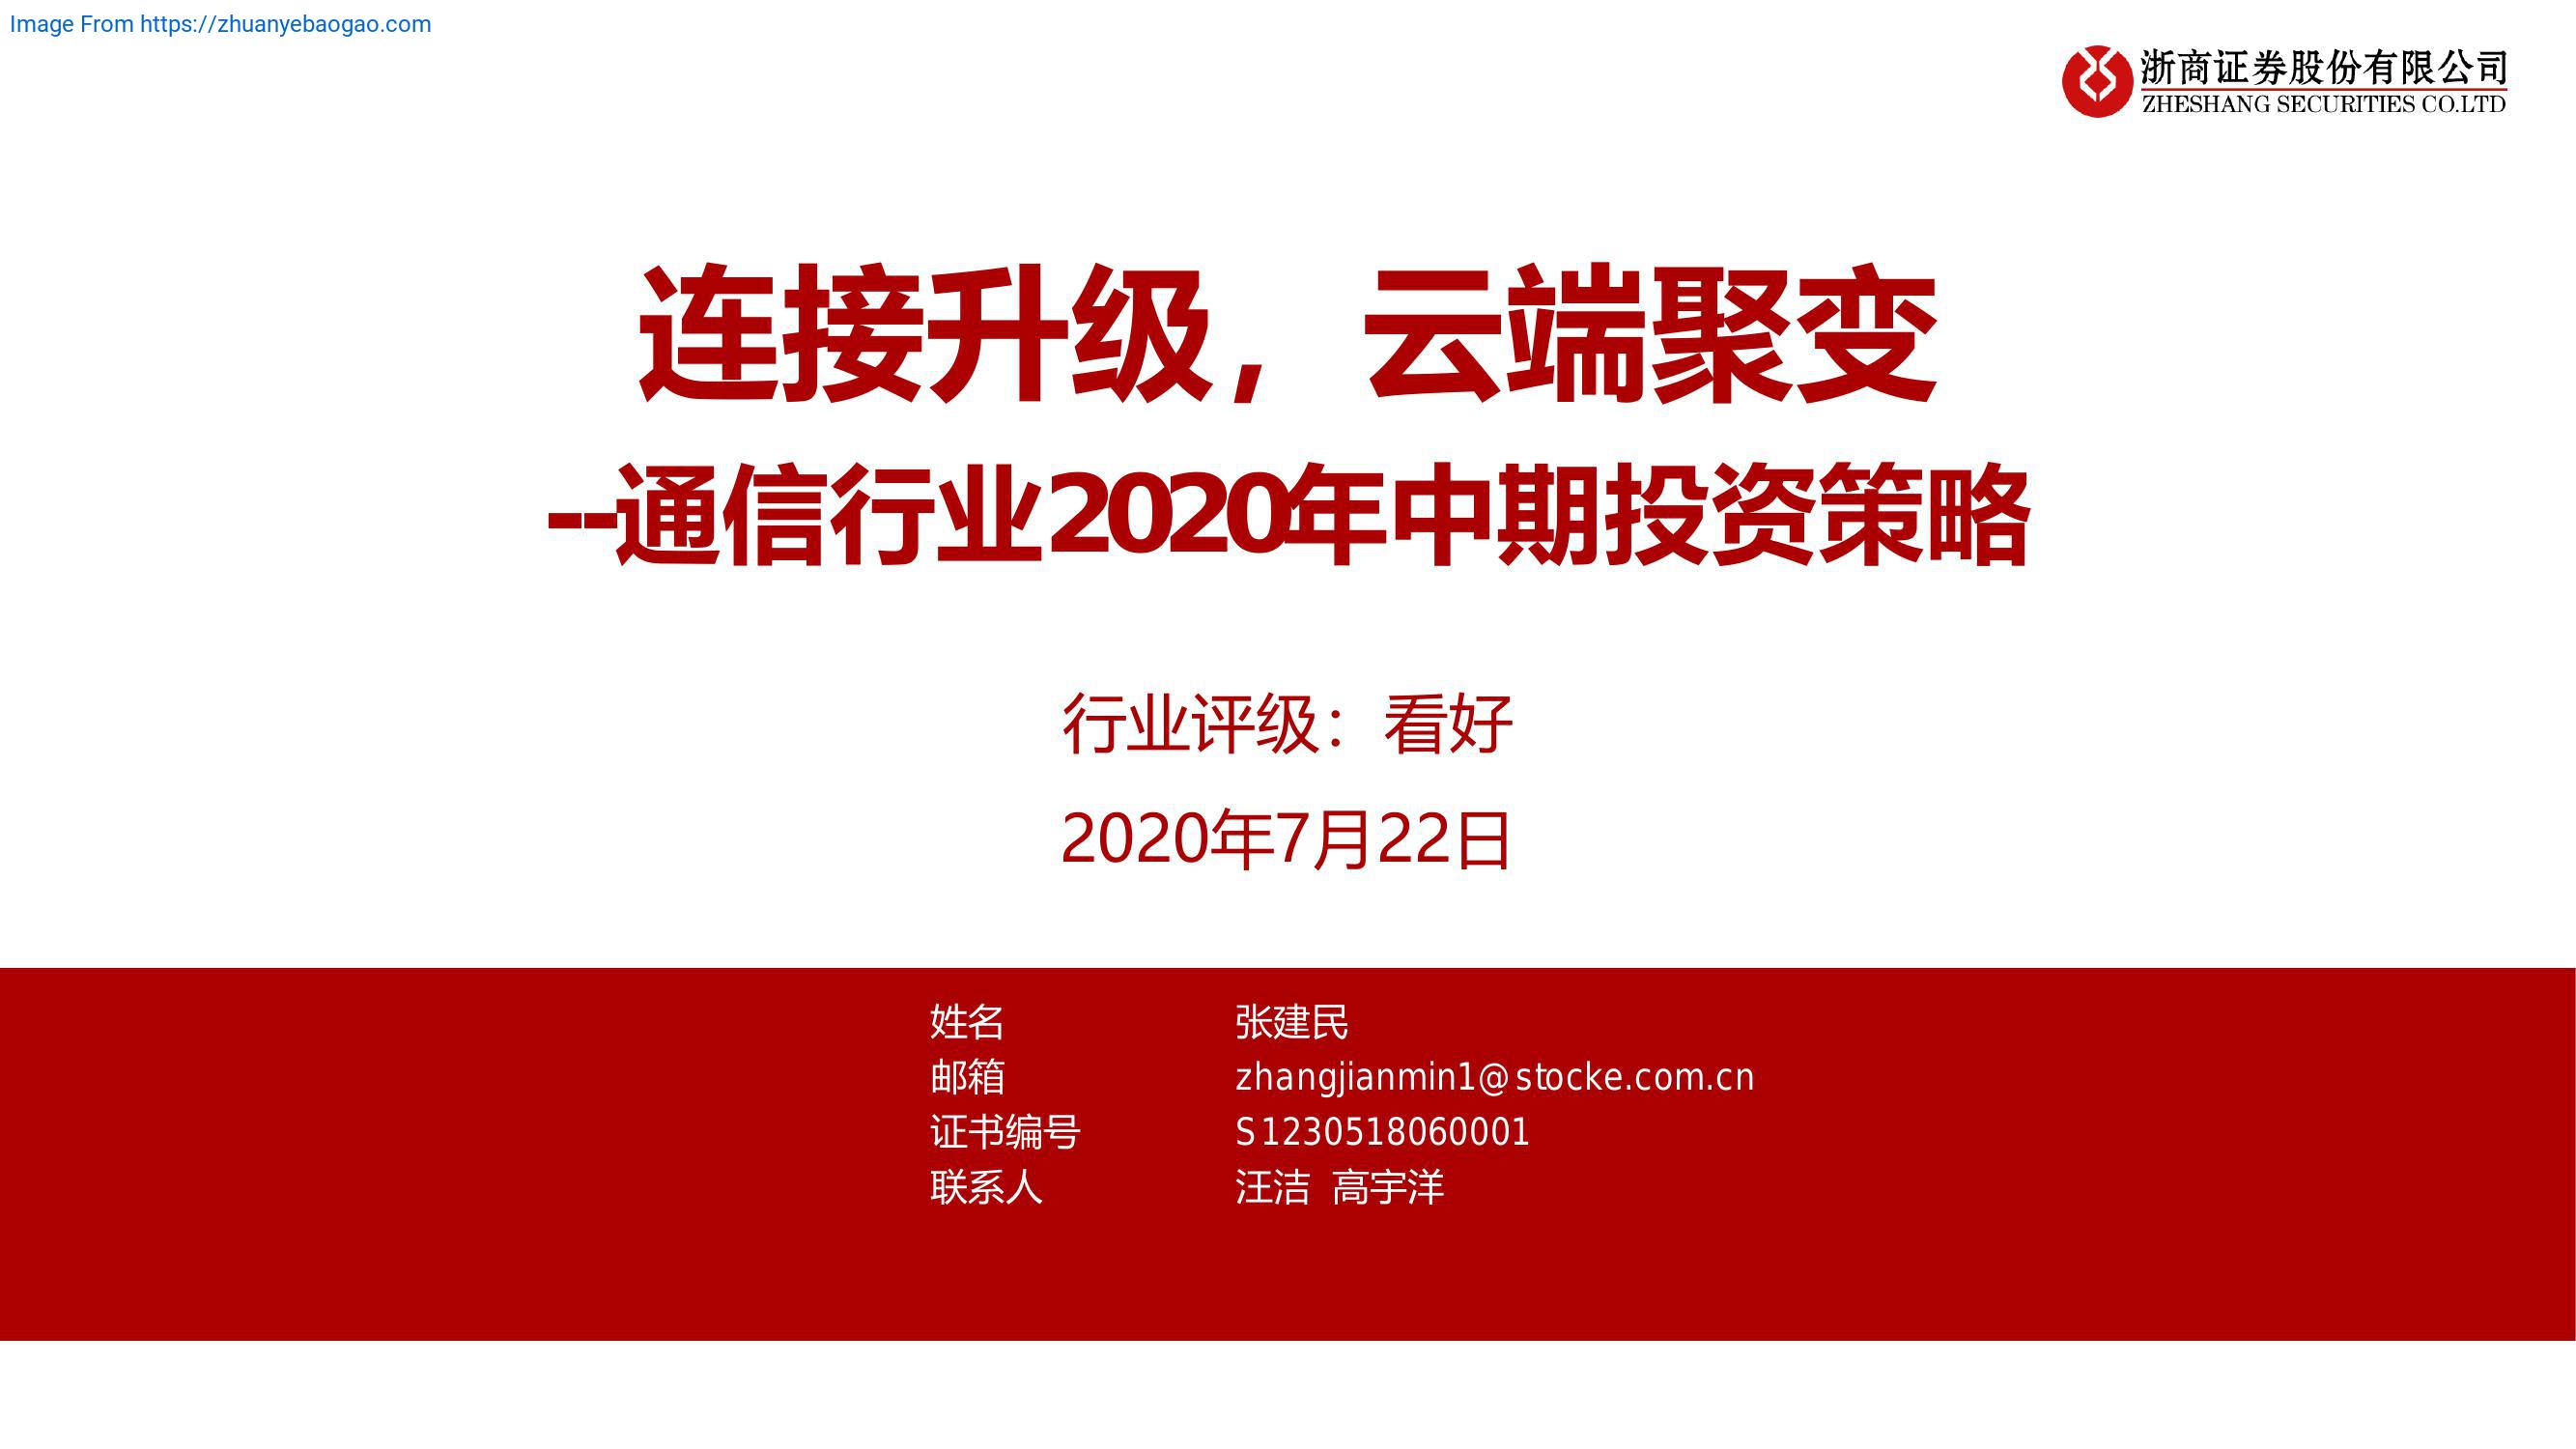 Image From https://zhuanyebaogao.com
浙商证券股份有限公司
ZHESHANG SECURITIES CO.LTD
连接升级，云端聚变
--通信行业2020年中期投资策略
行业评级：看好
2020年7月22日
姓名 张建民
邮箱 zhangjianmin1@stocke.com.cn
证书编号 S1230518060001
联系人 汪洁 高宇洋